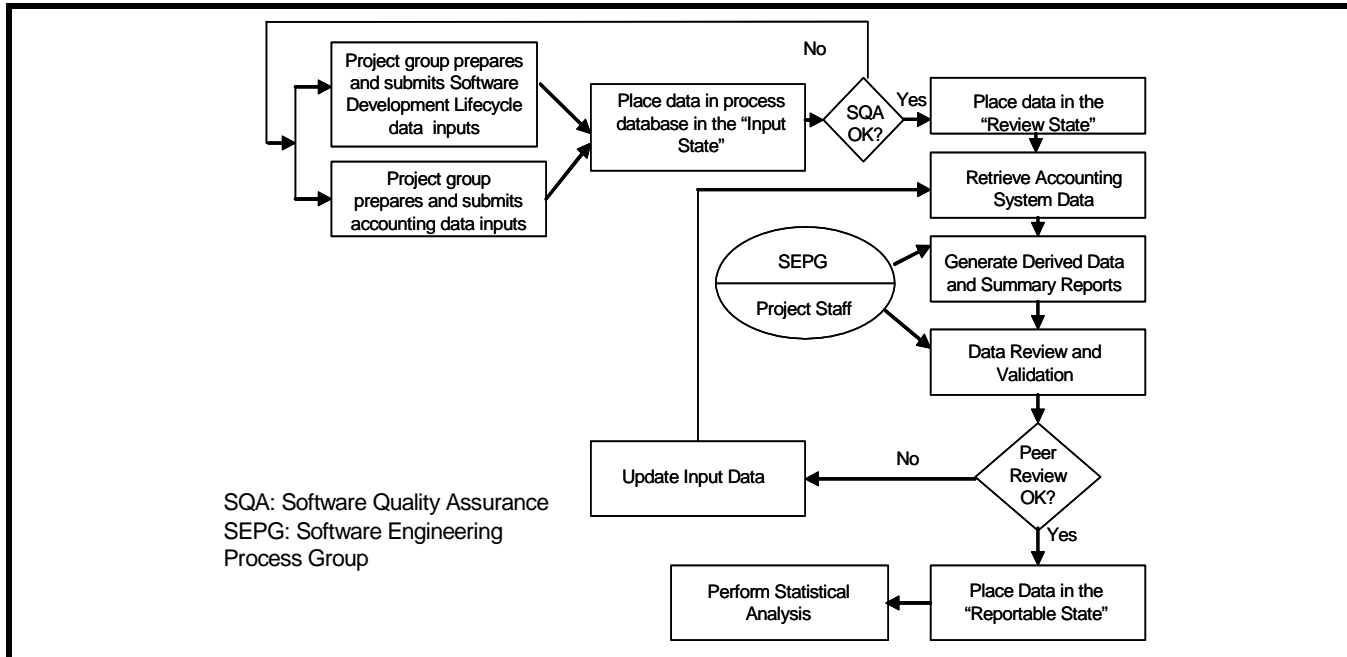 No
Project group prepares
and submits Software
Development Lifecycle
data inputs
Place data in process
database in the “Input
State”
SQA
OK?
Yes
Place data in the
“Review State”
Project group
prepares and submits
accounting data inputs
Retrieve Accounting
System Data
SEPG
Project Staff
Generate Derived Data
and Summary Reports
Data Review and
Validation
Peer
Review
OK?
No
Update Input Data
Yes
SQA: Software Quality Assurance
SEPG: Software Engineering
Process Group
Perform Statistical
Analysis
Place Data in the
“Reportable State”